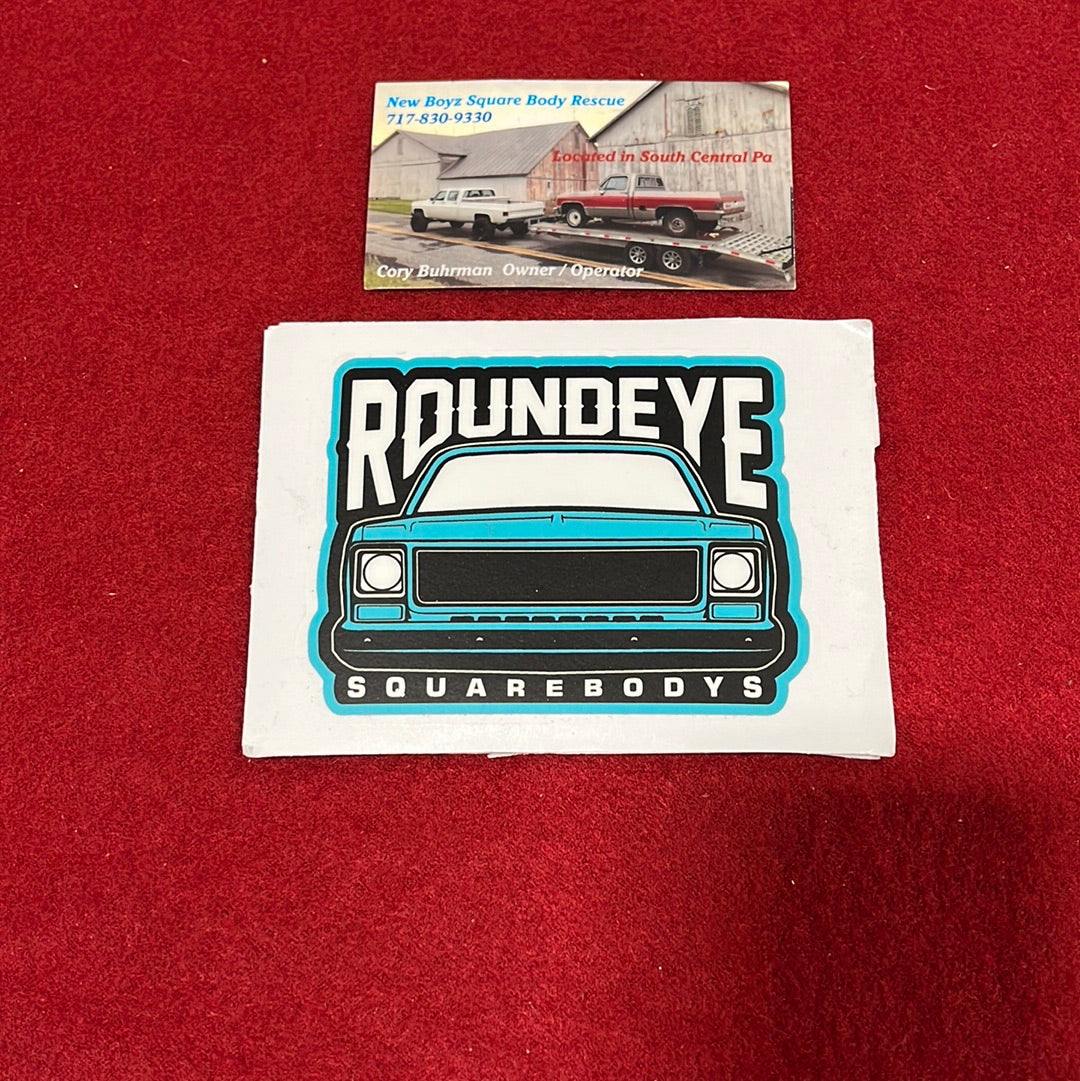 New Boyz Square Body Rescue
717-830-9330
Located in South Central Pa
Cory Buhrman Owner / Operator
ROUNDEYE
SQUAREBODYS